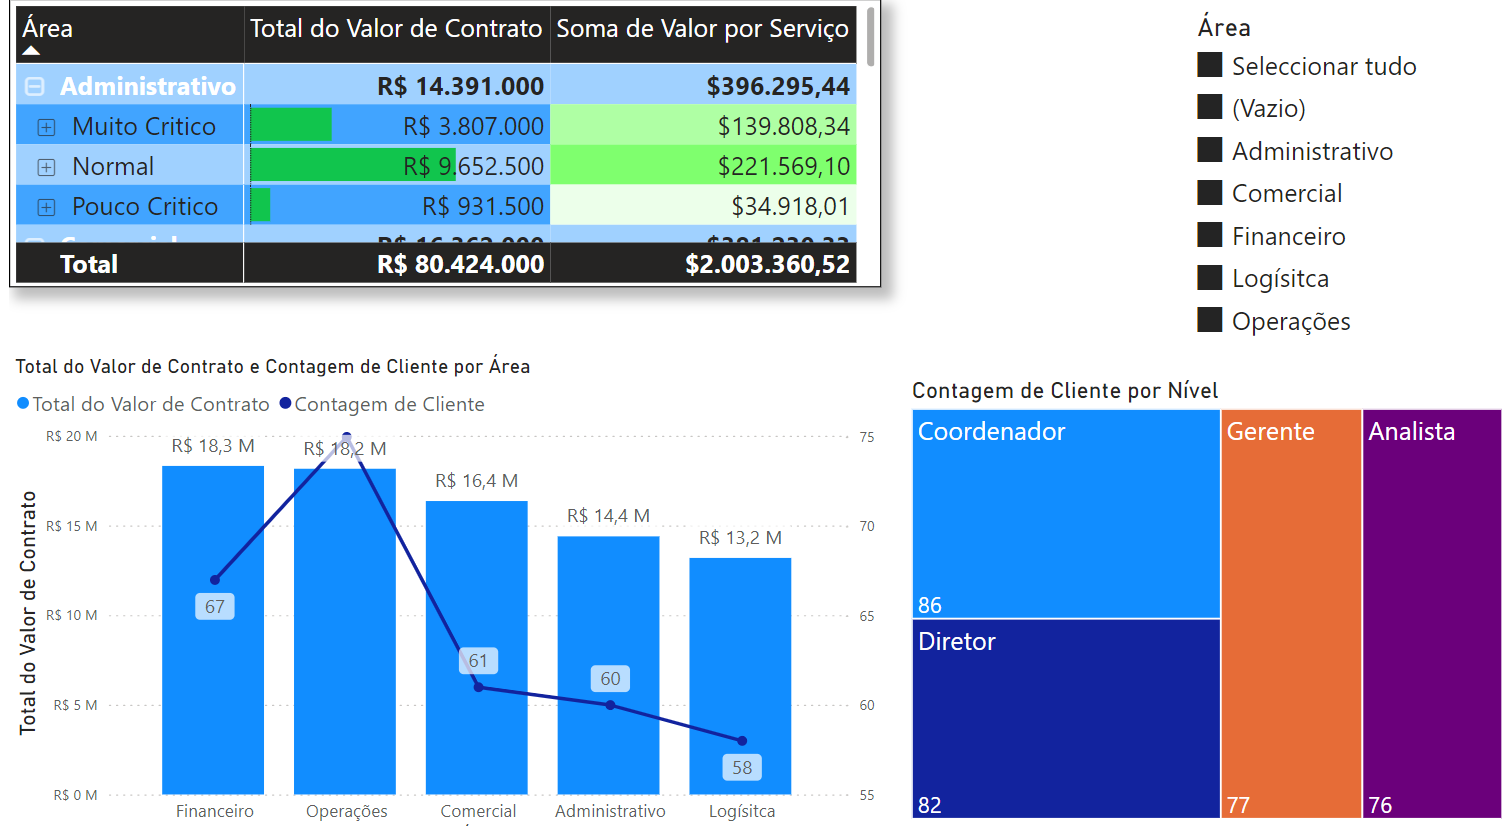 Área Total do Valor de Contrato Soma de Valor por Serviço
Administrativo R$ 14.391.000 $396.295,44
Muito Critico R$ 3.807.000 $139.808,34
Normal R$ 9.652.500 $221.569,10
Pouco Critico R$ 931.500 $34.918,01
Total R$ 80.424.000 $2.003.360,52
Área
Seleccionar tudo
(Vazio)
Administrativo
Comercial
Financeiro
Logísitca
Operações
Total do Valor de Contrato e Contagem de Cliente por Área
Total do Valor de Contrato Contagem de Cliente
Total do Valor de Contrato
R$ 20 M
R$ 15 M
R$ 10 M
R$ 5 M
R$ 0 M
R$ 18,3 M
R$ 18,2 M
R$ 16,4 M
R$ 14,4 M
R$ 13,2 M
67
61
60
58
75
70
65
60
55
Financeiro Operações Comercial Administrativo Logísitca
Contagem de Cliente por Nível
Coordenador
86
Diretor
82
Gerente
77
Analista
76